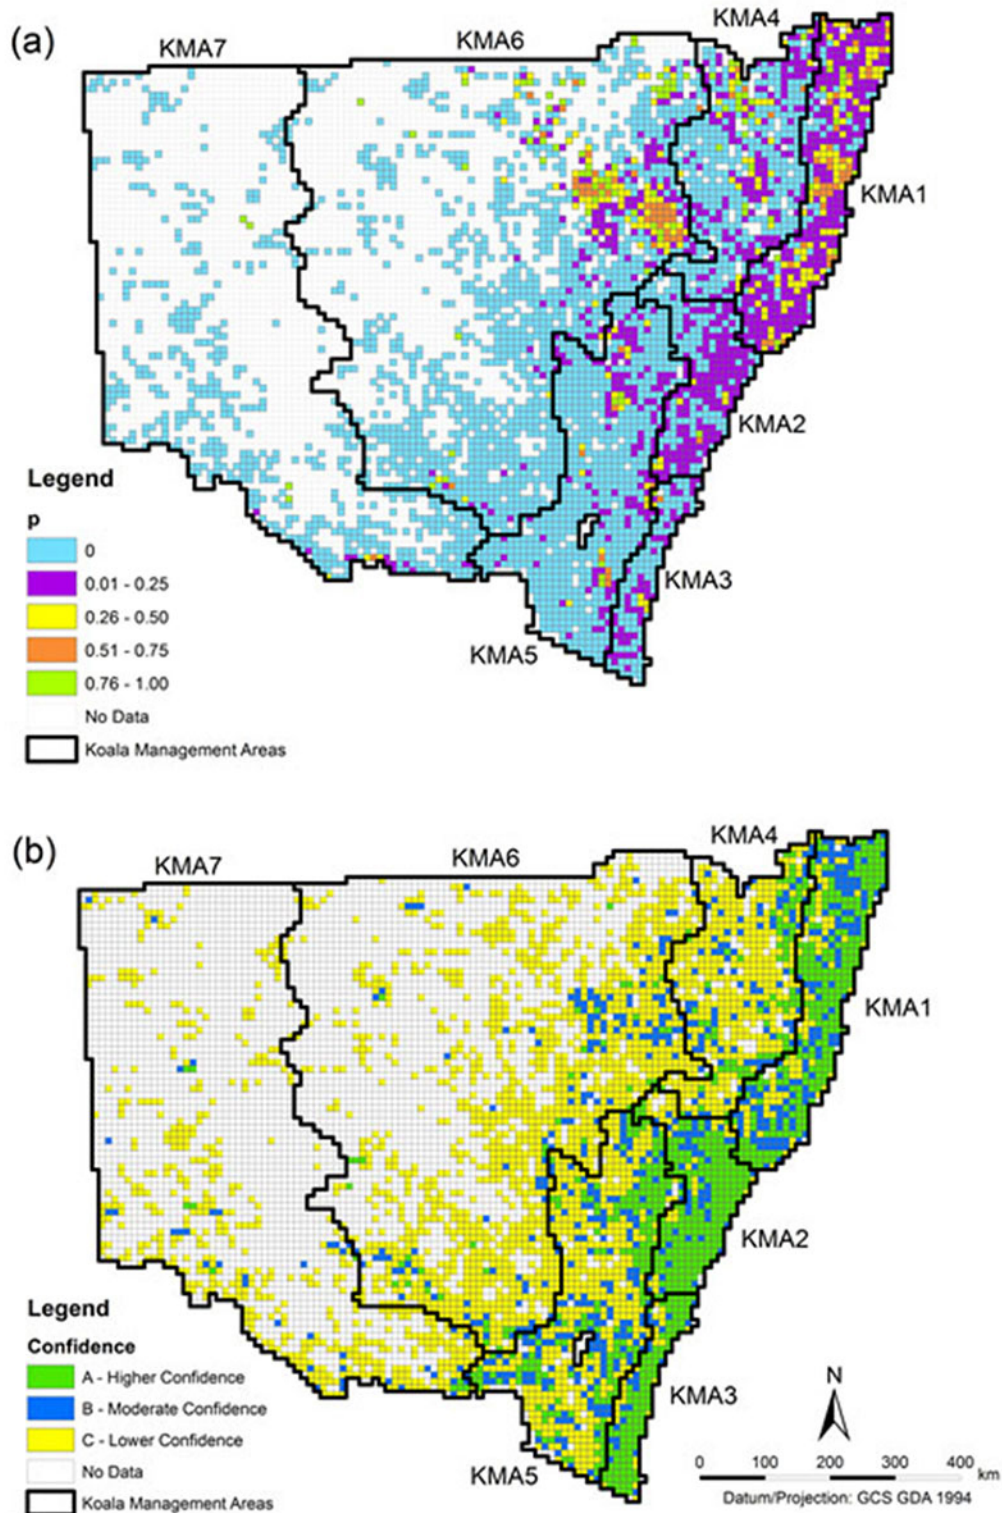 (a)
KMA7
KMA6
KMA4
KMA1
KMA2
KMA3
KMA5
Legend
p
0
0.01 - 0.25
0.26 - 0.50
0.51 - 0.75
0.76 - 1.00
No Data
Koala Management Areas
(b)
KMA7
KMA6
KMA4
KMA1
KMA2
KMA3
KMA5
Legend
Confidence
A - Higher Confidence
B - Moderate Confidence
C - Lower Confidence
No Data
Koala Management Areas
N
0 100 200 300 400
km
Datum/Projection: GCS GDA 1994